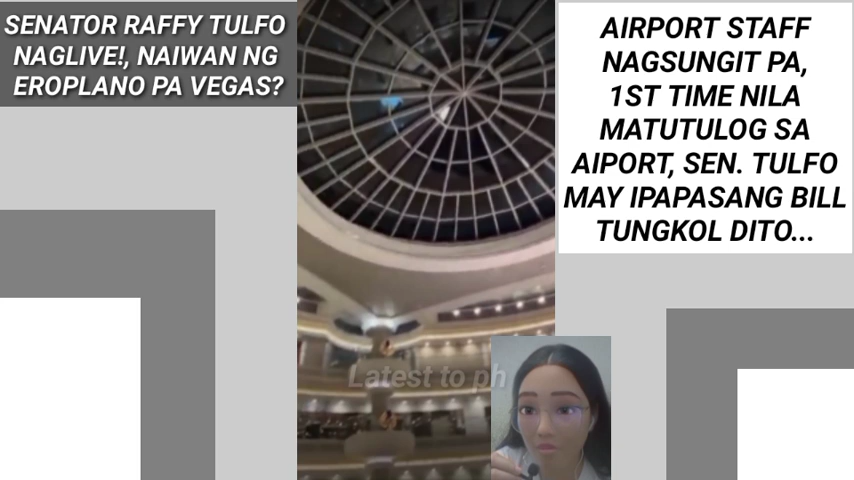 SENATOR RAFFY TULFO
NAGLIVE!, NAIWAN NG
EROPLANO PA VEGAS?
AIRPORT STAFF
NAGSUNGIT PA,
1ST TIME NILA
MATUTULOG SA
AIPORT, SEN. TULFO
MAY IPAPASANG BILL
TUNGKOL DITO...
Latest to ph